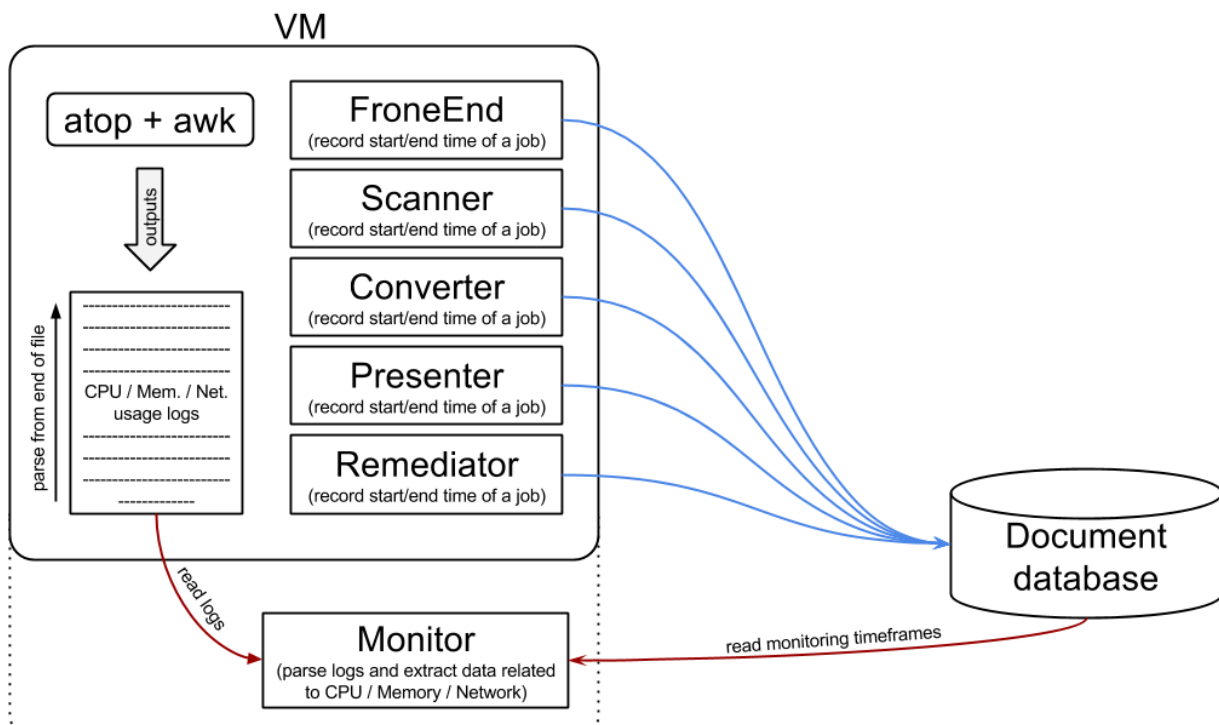 VM
atop + awk
outputs
parse from end of file
CPU / Mem. / Net.
usage logs
FroneEnd
(record start/end time of a job)
Scanner
(record start/end time of a job)
Converter
(record start/end time of a job)
Presenter
(record start/end time of a job)
Remediator
(record start/end time of a job)
Document
database
read logs
Monitor
(parse logs and extract data related
to CPU / Memory / Network)
read monitoring timeframes